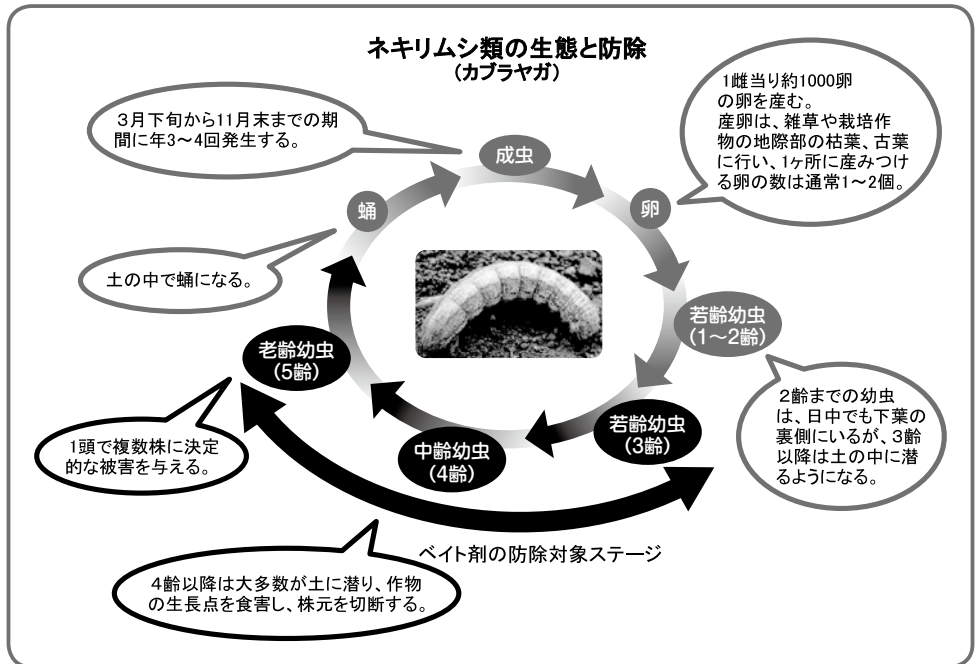 ネキリムシ類の生態と防除
(カブラヤガ)
3月下旬から11月末までの期
間に年3～4回発生する。
成虫
1雌当り約1000卵
の卵を産む。
産卵は、雑草や栽培作
物の地際部の枯葉、古葉
に行い、1ヶ所に産みつけ
る卵の数は通常1～2個。
蛹
卵
土の中で蛹になる。
若齢幼虫
(1～2齢)
老齢幼虫
(5齢)
2齢までの幼虫
は、日中でも下葉の
裏側にいるが、3齢
以降は土の中に潜
るようになる。
若齢幼虫
(3齢)
中齢幼虫
(4齢)
1頭で複数株に決定
的な被害を与える。
ベイト剤の防除対象ステージ
4齢以降は大多数が土に潜り、作物
の生長点を食害し、株元を切断する。